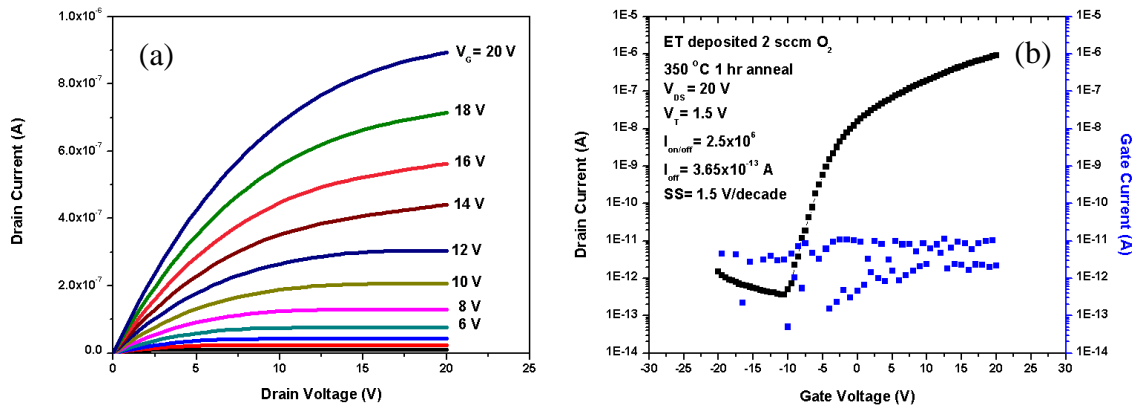 (a)
Drain Current (A)
1.0x10⁻⁶
8.0x10⁻⁷
6.0x10⁻⁷
4.0x10⁻⁷
2.0x10⁻⁷
0.0
V_G= 20 V
18 V
16 V
14 V
12 V
10 V
8 V
6 V
0 5 10 15 20 25
Drain Voltage (V)
(b)
Drain Current (A)
1E-5
1E-6
1E-7
1E-8
1E-9
1E-10
1E-11
1E-12
1E-13
1E-14
ET deposited 2 sccm O₂
350 °C 1 hr anneal
V_DS= 20 V
V_T= 1.5 V
I_on/off= 2.5x10⁶
I_off= 3.65x10⁻¹³ A
SS= 1.5 V/decade
1E-5
1E-6
1E-7
1E-8
1E-9
1E-10
1E-11
1E-12
1E-13
1E-14
Gate Current (A)
-30 -25 -20 -15 -10 -5 0 5 10 15 20 25 30
Gate Voltage (V)